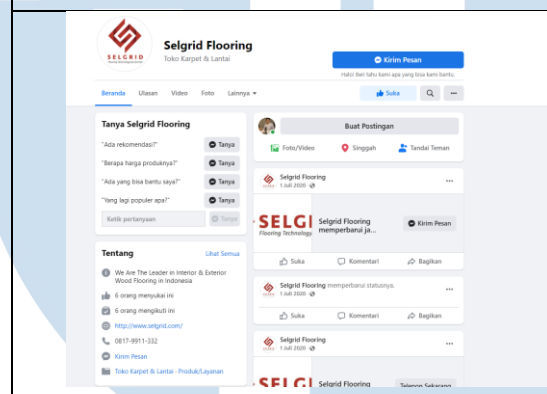 SELGRID
Selgrid Flooring
Toko Karpet & Lantai
Kirim Pesan
Halo! Beri tahu kami apa yang bisa kami bantu.
Beranda Ulasan Video Foto Lainnya
Suka
Tanya Selgrid Flooring
"Ada rekomendasi?" Tanya
"Berapa harga produknya?" Tanya
"Ada yang bisa bantu saya?" Tanya
"Yang lagi populer apa?" Tanya
Ketik pertanyaan Tanya
Tentang Lihat Semua
We Are The Leader in Interior & Exterior
Wood Flooring in Indonesia
6 orang menyukai ini
6 orang mengikuti ini
http://www.selgrid.com/
0817-9911-332
Kirim Pesan
Toko Karpet & Lantai · Produk/Layanan
Buat Postingan
Foto/Video Singgah Tandai Teman
Selgrid Flooring
1 Juli 2020
SELGI
Flooring Technology
Selgrid Flooring
memperbarui ja...
Kirim Pesan
Suka Komentari Bagikan
Selgrid Flooring memperbarui statusnya.
1 Juli 2020
Suka Komentari Bagikan
Selgrid Flooring
1 Juli 2020
SELGI
Selgrid Flooring
Telepon Sekarang